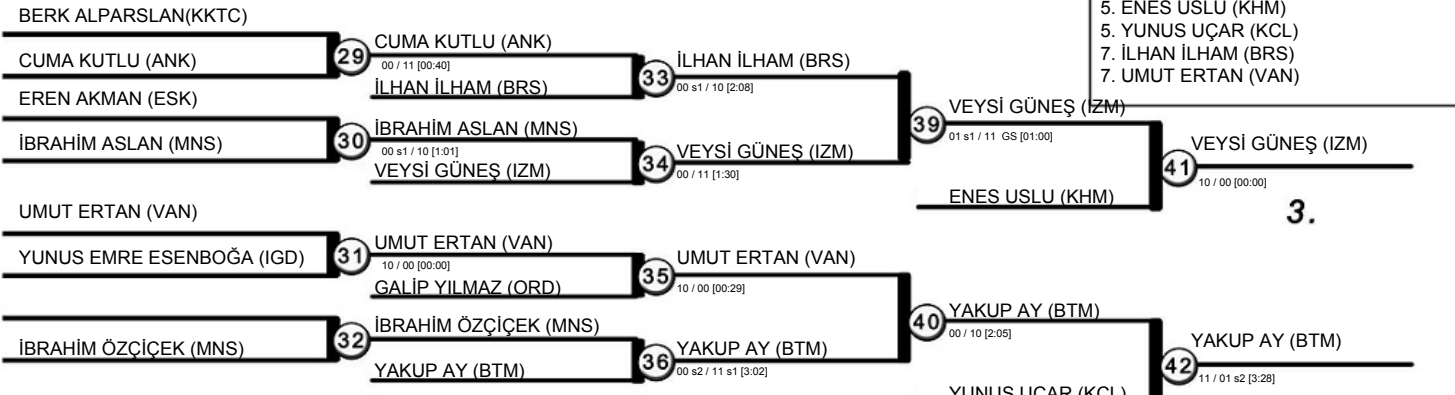 BERK ALPARSLAN(KKTC)
CUMA KUTLU (ANK)
EREN AKMAN (ESK)
İBRAHİM ASLAN (MNS)
UMUT ERTAN (VAN)
YUNUS EMRE ESENBOĞA (IGD)
İBRAHİM ÖZÇİÇEK (MNS)
29
30
31
32
CUMA KUTLU (ANK)
00 / 11 [00:40]
İLHAN İLHAM (BRS)
İBRAHİM ASLAN (MNS)
00 s1 / 10 [1:01]
VEYSİ GÜNEŞ (IZM)
UMUT ERTAN (VAN)
10 / 00 [00:00]
GALİP YILMAZ (ORD)
İBRAHİM ÖZÇİÇEK (MNS)
YAKUP AY (BTM)
33
34
35
36
İLHAN İLHAM (BRS)
00 s1 / 10 [2:08]
VEYSİ GÜNEŞ (IZM)
00 / 11 [1:30]
UMUT ERTAN (VAN)
10 / 00 [00:29]
YAKUP AY (BTM)
00 s2 / 11 s1 [3:02]
39
40
VEYSİ GÜNEŞ (IZM)
01 s1 / 11 GS [01:00]
ENES USLU (KHM)
YAKUP AY (BTM)
00 / 10 [2:05]
YUNUS UÇAR (KCL)
41
42
VEYSİ GÜNEŞ (IZM)
10 / 00 [00:00]
3.
YAKUP AY (BTM)
11 / 01 s2 [3:28]
5. ENES USLU (KHM)
5. YUNUS UÇAR (KCL)
7. İLHAN İLHAM (BRS)
7. UMUT ERTAN (VAN)